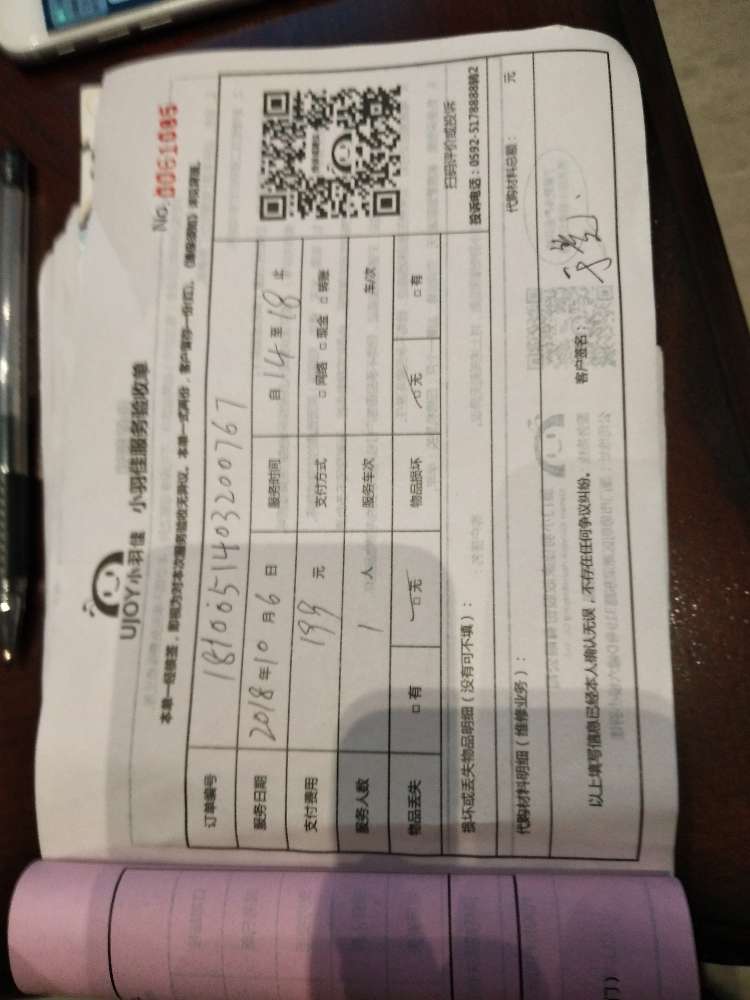 No. 0061085
UJOY小羽佳 小羽佳服务验收单
订单编号 181005140320076​7
服务日期 2018年10月6日 服务时间 自14至18止
支付费用 199元 支付方式 □网络 □现金 □转账
服务人数 1人 服务车次 车/次
物品丢失 □有 □无 物品损坏 □无 □有
损坏或丢失物品明细（没有可不填）：
扫码评价或投诉
投诉电话：0592-5178888转2
代购材料明细（维修业务）： 代购材料总额： 元
以上填写信息已经本人确认无误，不存在任何争议纠纷。 客户签名：